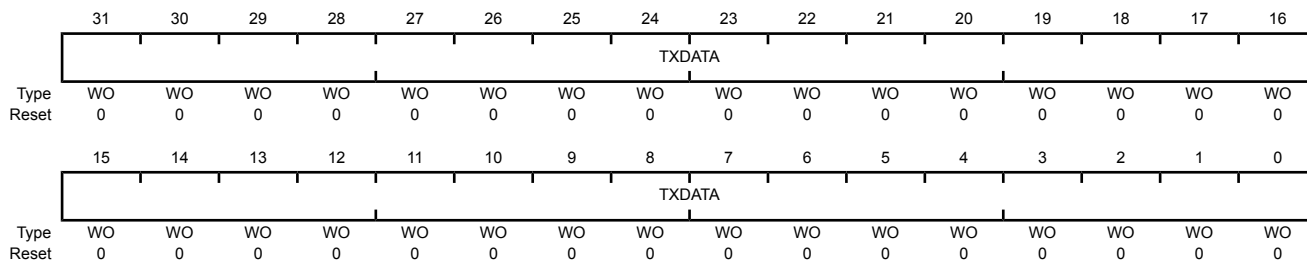 31 30 29 28 27 26 25 24 23 22 21 20 19 18 17 16
TXDATA
Type WO WO WO WO WO WO WO WO WO WO WO WO WO WO WO WO
Reset 0 0 0 0 0 0 0 0 0 0 0 0 0 0 0 0
15 14 13 12 11 10 9 8 7 6 5 4 3 2 1 0
TXDATA
Type WO WO WO WO WO WO WO WO WO WO WO WO WO WO WO WO
Reset 0 0 0 0 0 0 0 0 0 0 0 0 0 0 0 0